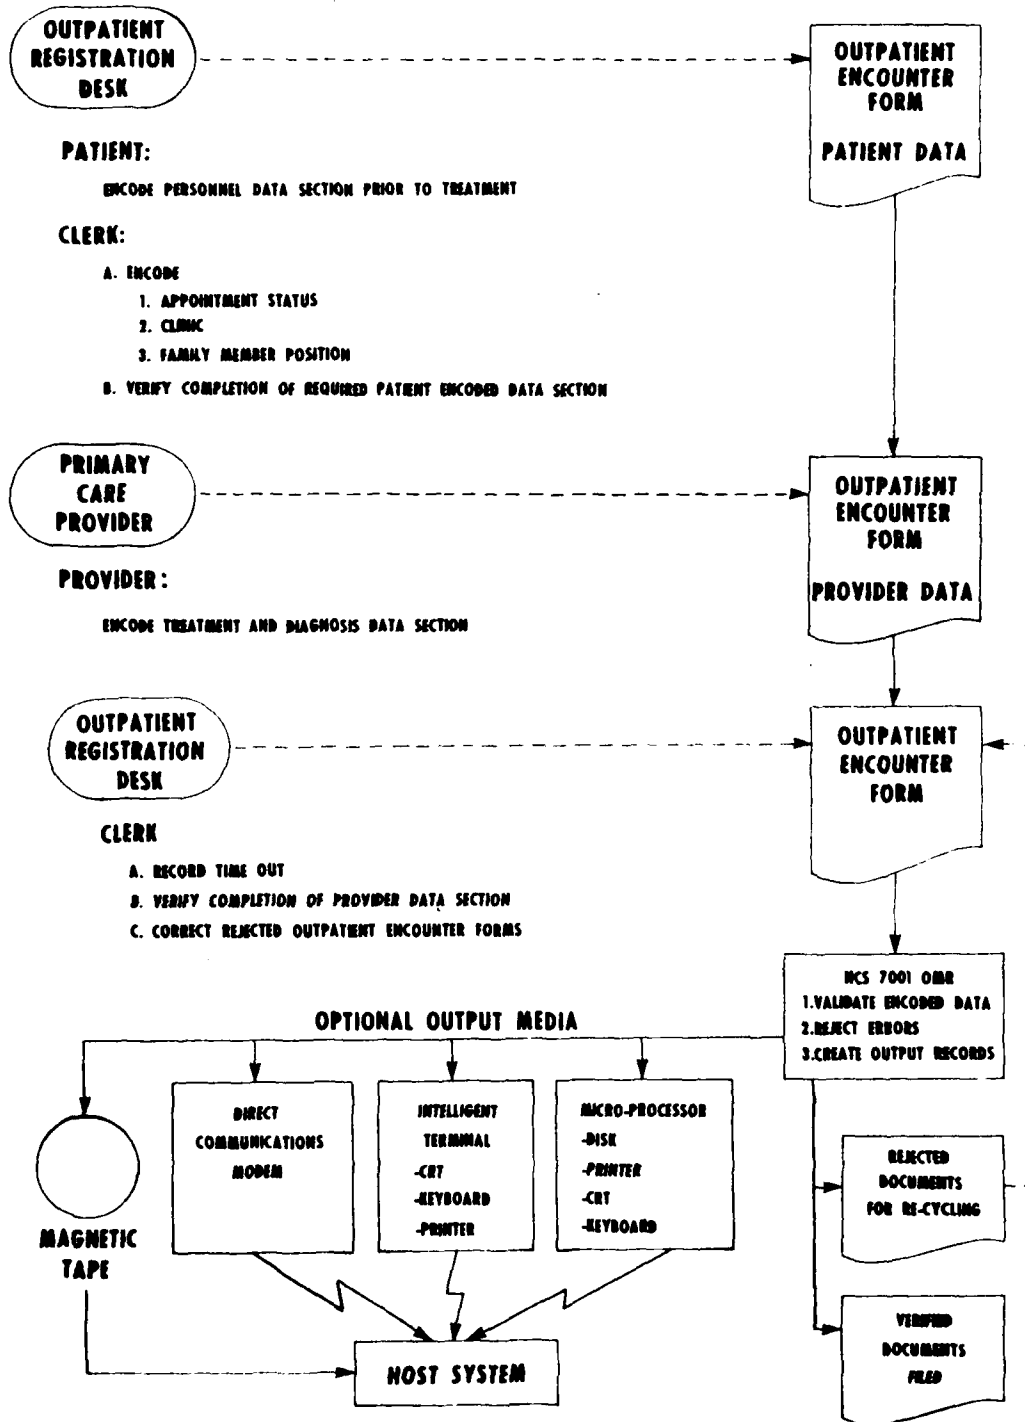 OUTPATIENT
REGISTRATION
DESK
OUTPATIENT
ENCOUNTER
FORM
PATIENT DATA
PATIENT:
ENCODE PERSONNEL DATA SECTION PRIOR TO TREATMENT
CLERK:
A. ENCODE
1. APPOINTMENT STATUS
2. CLINIC
3. FAMILY MEMBER POSITION
B. VERIFY COMPLETION OF REQUIRED PATIENT ENCODED DATA SECTION
PRIMARY
CARE
PROVIDER
OUTPATIENT
ENCOUNTER
FORM
PROVIDER DATA
PROVIDER:
ENCODE TREATMENT AND DIAGNOSIS DATA SECTION
OUTPATIENT
REGISTRATION
DESK
OUTPATIENT
ENCOUNTER
FORM
CLERK
A. RECORD TIME OUT
B. VERIFY COMPLETION OF PROVIDER DATA SECTION
C. CORRECT REJECTED OUTPATIENT ENCOUNTER FORMS
NCS 7001 OMR
1.VALIDATE ENCODED DATA
2.REJECT ERRORS
3.CREATE OUTPUT RECORDS
OPTIONAL OUTPUT MEDIA
MAGNETIC
TAPE
DIRECT
COMMUNICATIONS
MODEM
INTELLIGENT
TERMINAL
-CRT
-KEYBOARD
-PRINTER
MICRO-PROCESSOR
-DISK
-PRINTER
-CRT
-KEYBOARD
REJECTED
DOCUMENTS
FOR RE-CYCLING
VERIFIED
DOCUMENTS
FILED
HOST SYSTEM